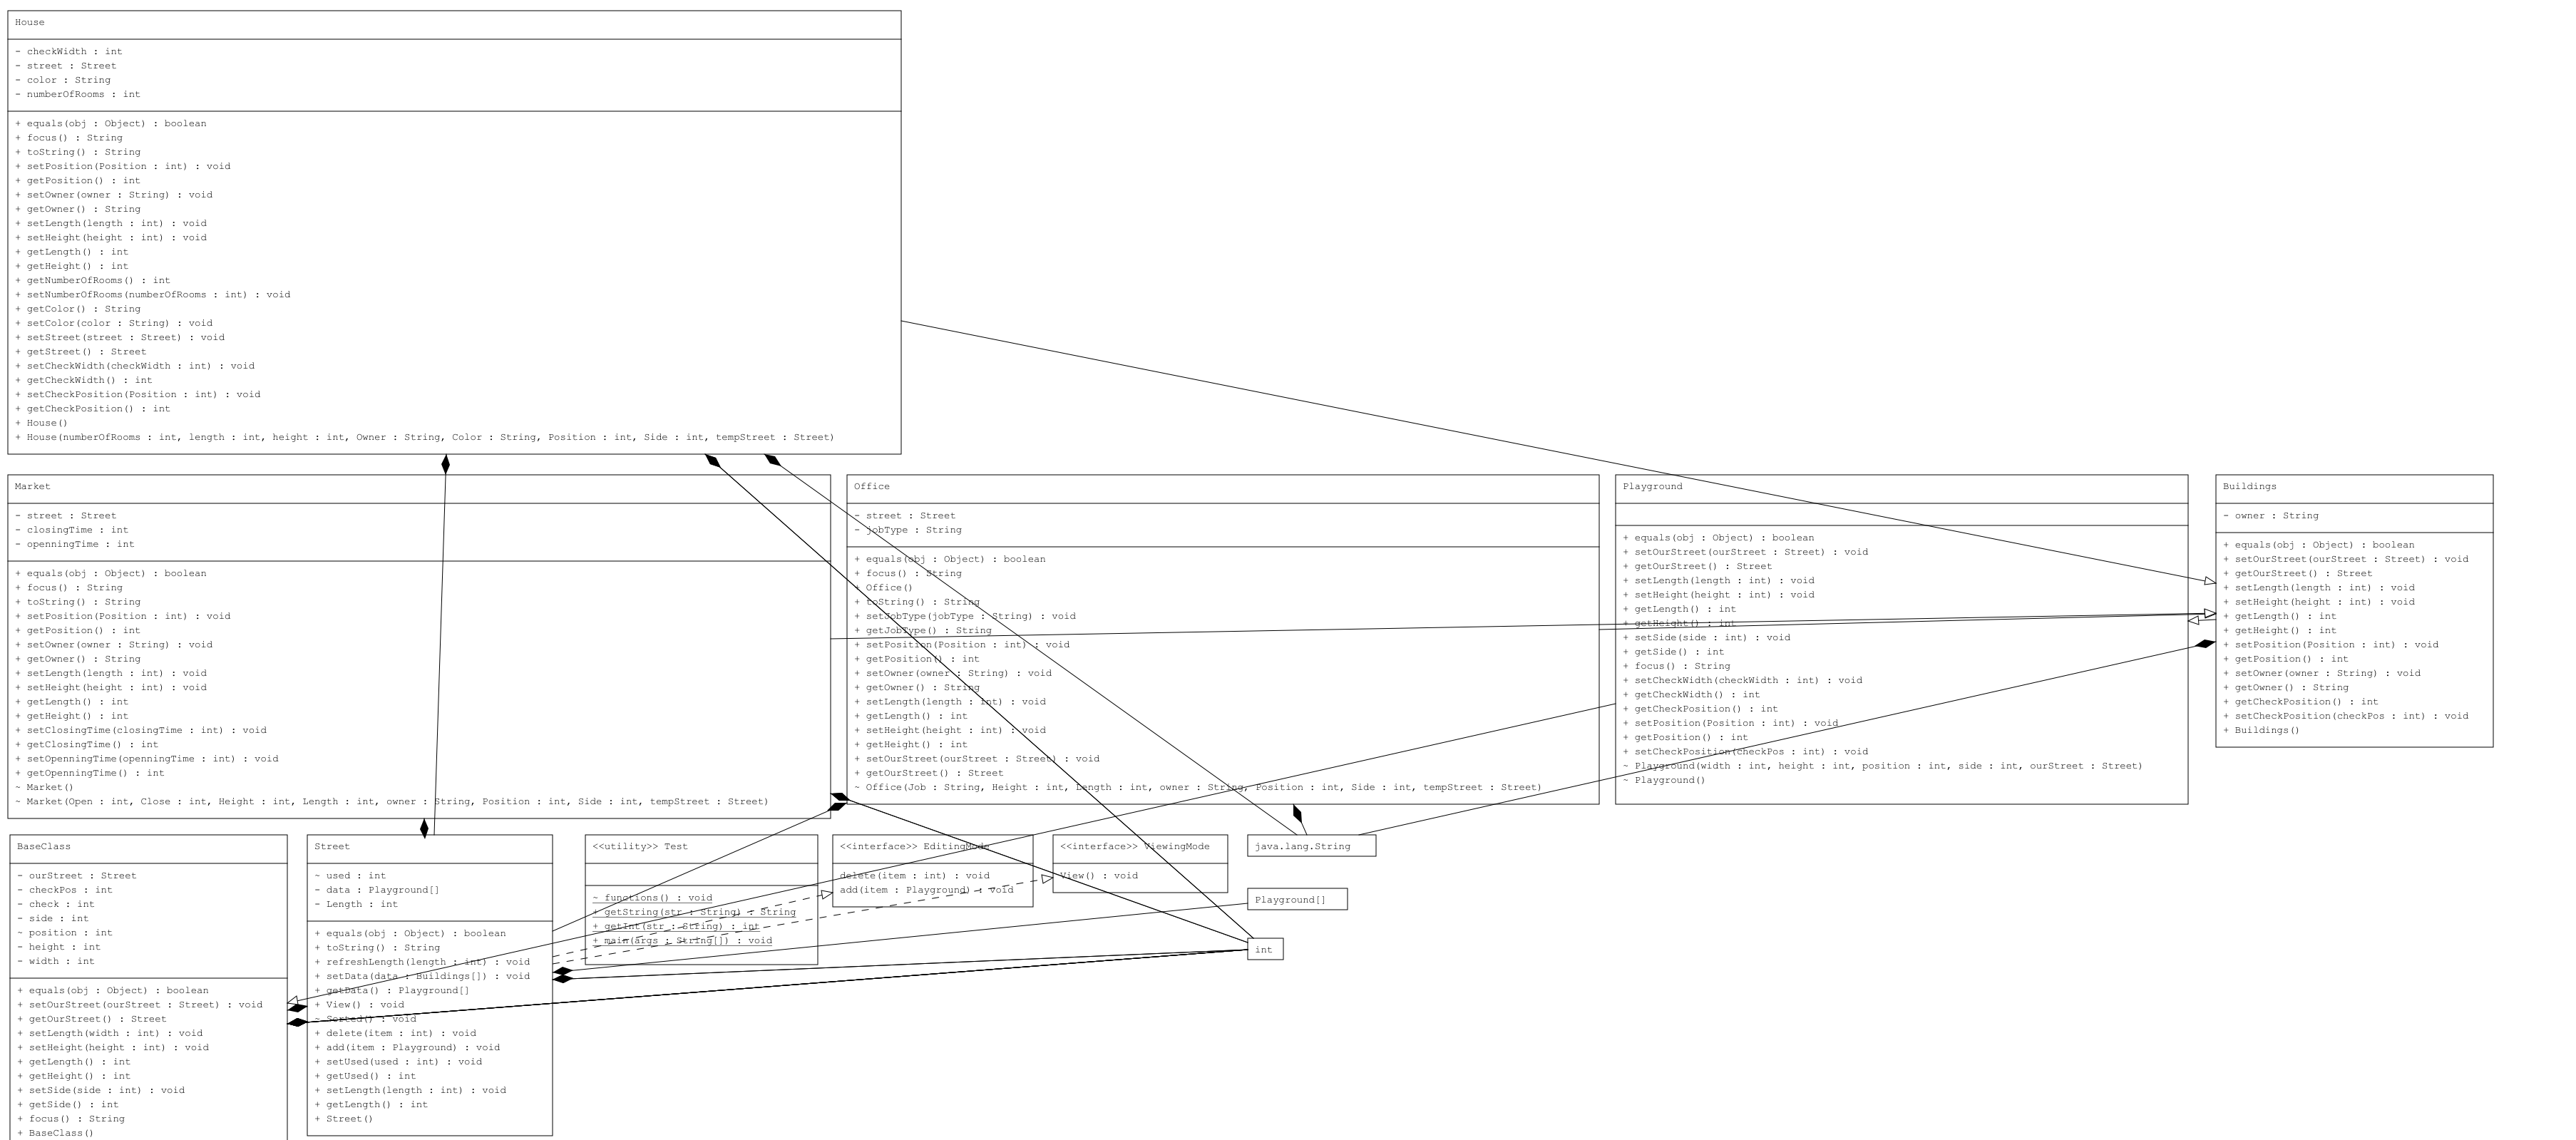 House
- checkWidth : int
- street : Street
- color : String
- numberOfRooms : int
+ equals(obj : Object) : boolean
+ focus() : String
+ toString() : String
+ setPosition(Position : int) : void
+ getPosition() : int
+ setOwner(owner : String) : void
+ getOwner() : String
+ setLength(length : int) : void
+ setHeight(height : int) : void
+ getLength() : int
+ getHeight() : int
+ getNumberOfRooms() : int
+ setNumberOfRooms(numberOfRooms : int) : void
+ getColor() : String
+ setColor(color : String) : void
+ setStreet(street : Street) : void
+ getStreet() : Street
+ setCheckWidth(checkWidth : int) : void
+ getCheckWidth() : int
+ setCheckPosition(Position : int) : void
+ getCheckPosition() : int
+ House()
+ House(numberOfRooms : int, length : int, height : int, Owner : String, Color : String, Position : int, Side : int, tempStreet : Street)
Market
- street : Street
- closingTime : int
- openningTime : int
+ equals(obj : Object) : boolean
+ focus() : String
+ toString() : String
+ setPosition(Position : int) : void
+ getPosition() : int
+ setOwner(owner : String) : void
+ getOwner() : String
+ setLength(length : int) : void
+ setHeight(height : int) : void
+ getLength() : int
+ getHeight() : int
+ setClosingTime(closingTime : int) : void
+ getClosingTime() : int
+ setOpenningTime(openningTime : int) : void
+ getOpenningTime() : int
~ Market()
~ Market(Open : int, Close : int, Height : int, Length : int, owner : String, Position : int, Side : int, tempStreet : Street)
Office
- street : Street
- jobType : String
+ equals(obj : Object) : boolean
+ focus() : String
+ Office()
+ toString() : String
+ setJobType(jobType : String) : void
+ getJobType() : String
+ setPosition(Position : int) : void
+ getPosition() : int
+ setOwner(owner : String) : void
+ getOwner() : String
+ setLength(length : int) : void
+ getLength() : int
+ setHeight(height : int) : void
+ getHeight() : int
+ setOurStreet(ourStreet : Street) : void
+ getOurStreet() : Street
~ Office(Job : String, Height : int, Length : int, owner : String, Position : int, Side : int, tempStreet : Street)
Playground
+ equals(obj : Object) : boolean
+ setOurStreet(ourStreet : Street) : void
+ getOurStreet() : Street
+ setLength(length : int) : void
+ setHeight(height : int) : void
+ getLength() : int
+ getHeight() : int
+ setSide(side : int) : void
+ getSide() : int
+ focus() : String
+ setCheckWidth(checkWidth : int) : void
+ getCheckWidth() : int
+ getCheckPosition() : int
+ setPosition(Position : int) : void
+ getPosition() : int
+ setCheckPosition(checkPos : int) : void
~ Playground(width : int, height : int, position : int, side : int, ourStreet : Street)
~ Playground()
Buildings
- owner : String
+ equals(obj : Object) : boolean
+ setOurStreet(ourStreet : Street) : void
+ getOurStreet() : Street
+ setLength(length : int) : void
+ setHeight(height : int) : void
+ getLength() : int
+ getHeight() : int
+ setPosition(Position : int) : void
+ getPosition() : int
+ setOwner(owner : String) : void
+ getOwner() : String
+ getCheckPosition() : int
+ setCheckPosition(checkPos : int) : void
+ Buildings()
BaseClass
- ourStreet : Street
- checkPos : int
- check : int
- side : int
~ position : int
- height : int
- width : int
+ equals(obj : Object) : boolean
+ setOurStreet(ourStreet : Street) : void
+ getOurStreet() : Street
+ setLength(width : int) : void
+ setHeight(height : int) : void
+ getLength() : int
+ getHeight() : int
+ setSide(side : int) : void
+ getSide() : int
+ focus() : String
+ BaseClass()
Street
~ used : int
- data : Playground[]
- Length : int
+ equals(obj : Object) : boolean
+ toString() : String
+ refreshLength(length : int) : void
+ setData(data : Buildings[]) : void
+ getData() : Playground[]
+ View() : void
~ Sorted() : void
+ delete(item : int) : void
+ add(item : Playground) : void
+ setUsed(used : int) : void
+ getUsed() : int
+ setLength(length : int) : void
+ getLength() : int
+ Street()
<<utility>> Test
~ functions() : void
+ getString(str : String) : String
+ getInt(str : String) : int
+ main(args : String[]) : void
<<interface>> EditingMode
delete(item : int) : void
add(item : Playground) : void
<<interface>> ViewingMode
View() : void
java.lang.String
Playground[]
int